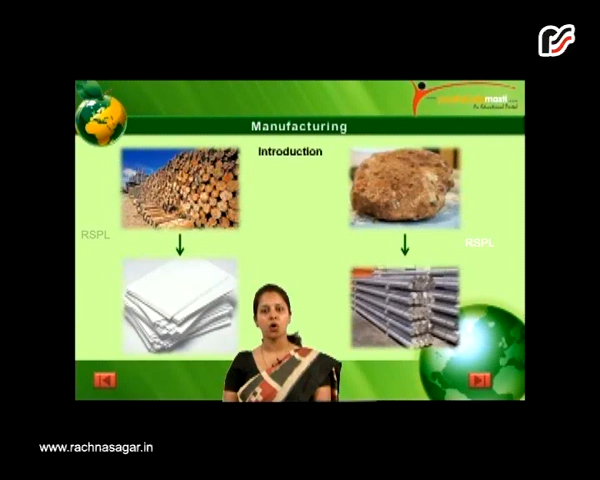 Manufacturing
Introduction
RSPL
RSPL
www.rachnasagar.in